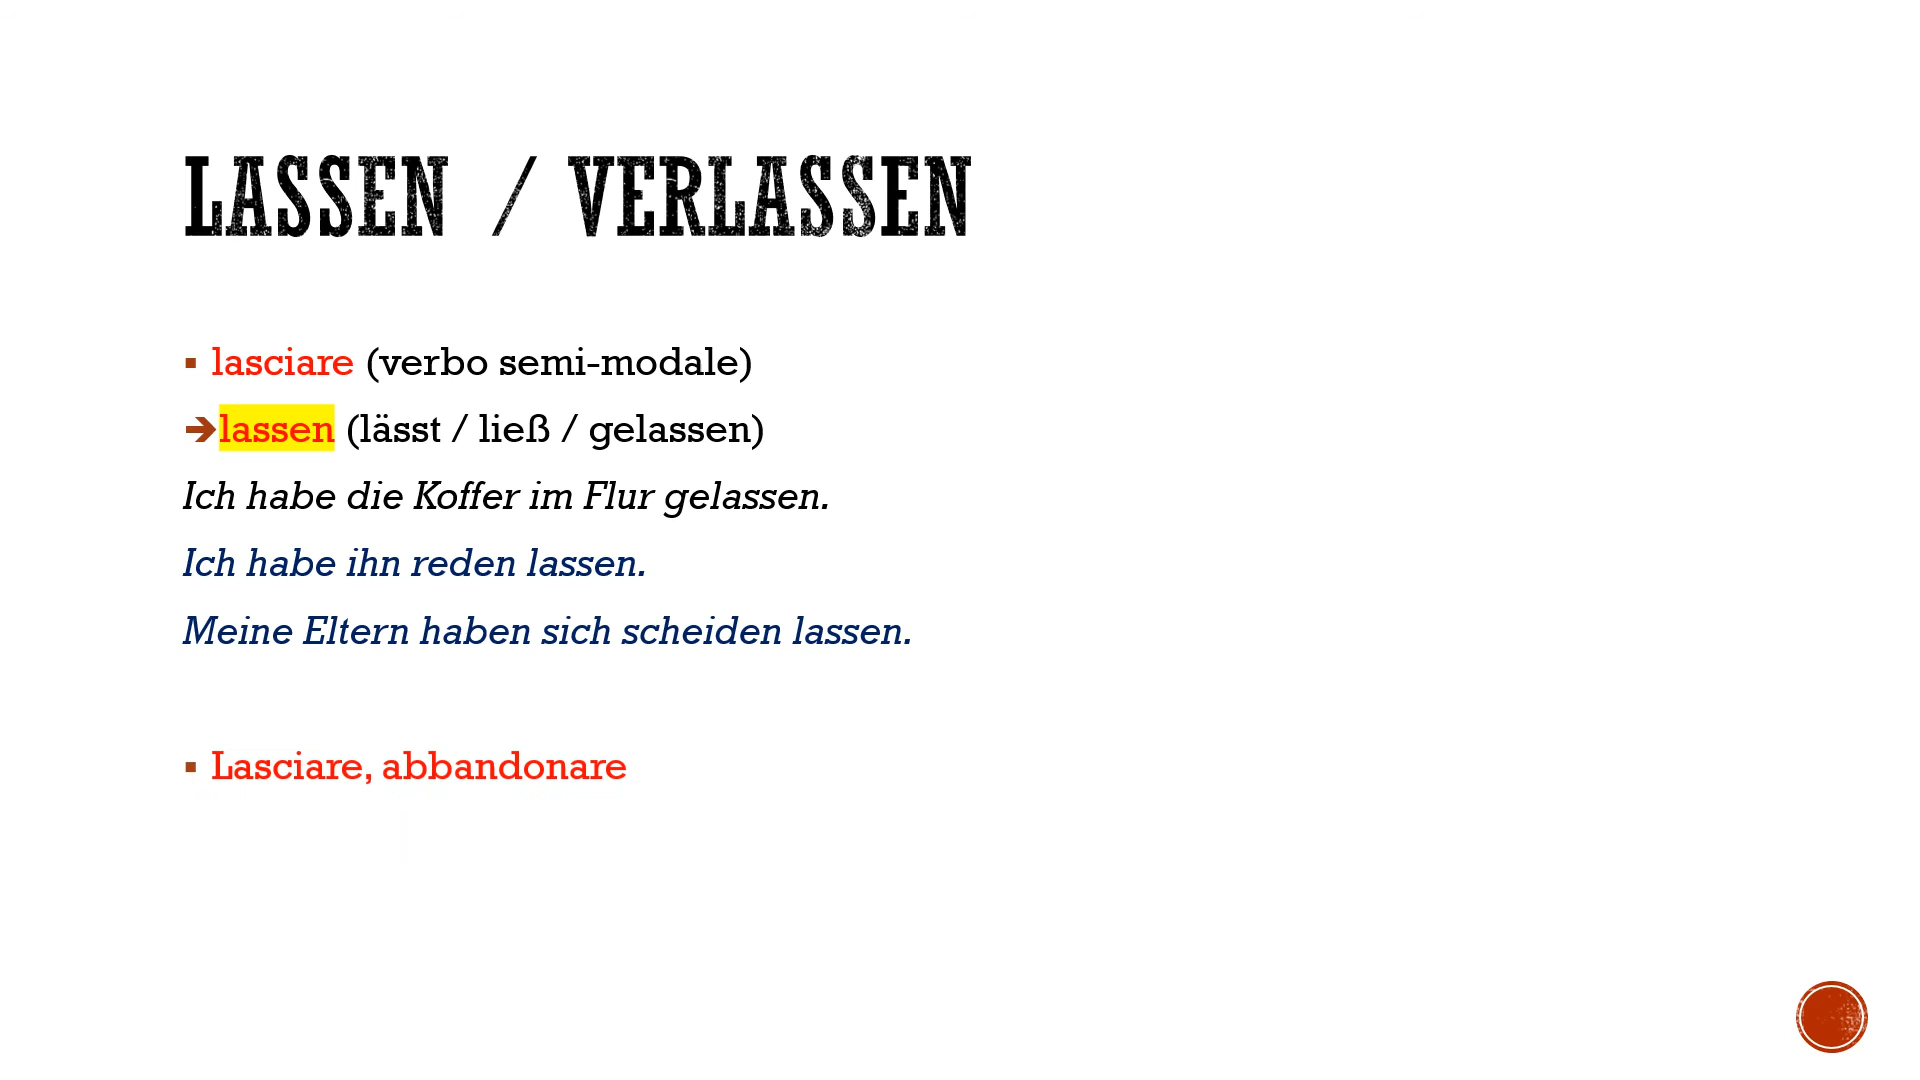 LASSEN / VERLASSEN
▪ lasciare (verbo semi-modale)
➔lassen (lässt / ließ / gelassen)
Ich habe die Koffer im Flur gelassen.
Ich habe ihn reden lassen.
Meine Eltern haben sich scheiden lassen.
▪ Lasciare, abbandonare